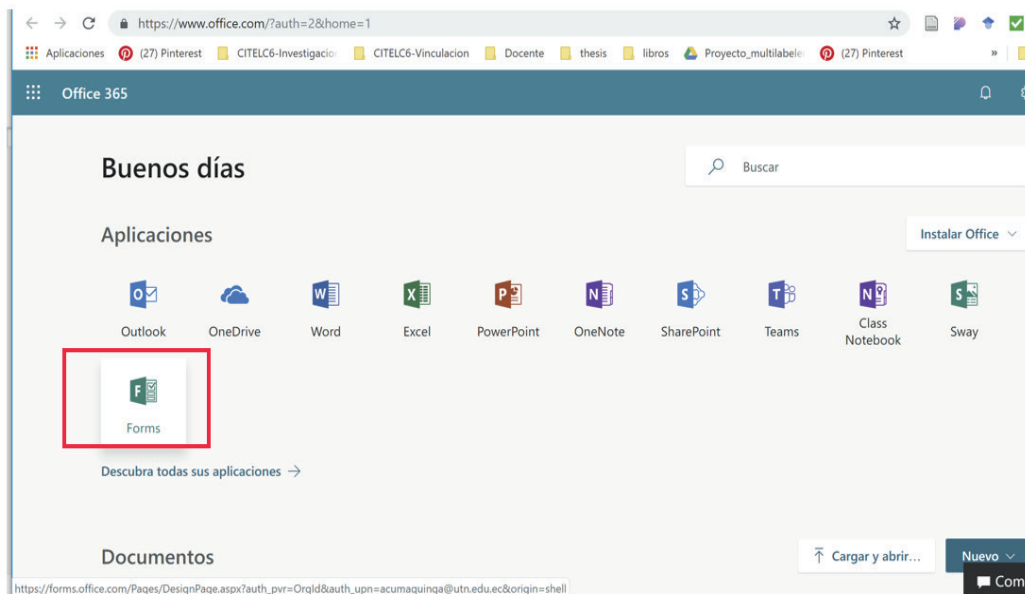 https://www.office.com/?auth=2&home=1
Aplicaciones (27) Pinterest CITELC6-Investigacio CITELC6-Vinculacion Docente thesis libros Proyecto_multilabele (27) Pinterest »
Office 365
Buenos días
Buscar
Aplicaciones
Instalar Office
Outlook OneDrive Word Excel PowerPoint OneNote SharePoint Teams Class Notebook Sway
Forms
Descubra todas sus aplicaciones →
Documentos
Cargar y abrir... Nuevo
https://forms.office.com/Pages/DesignPage.aspx?auth_pvr=OrgId&auth_upn=acumaquinga@utn.edu.ec&origin=shell
Com